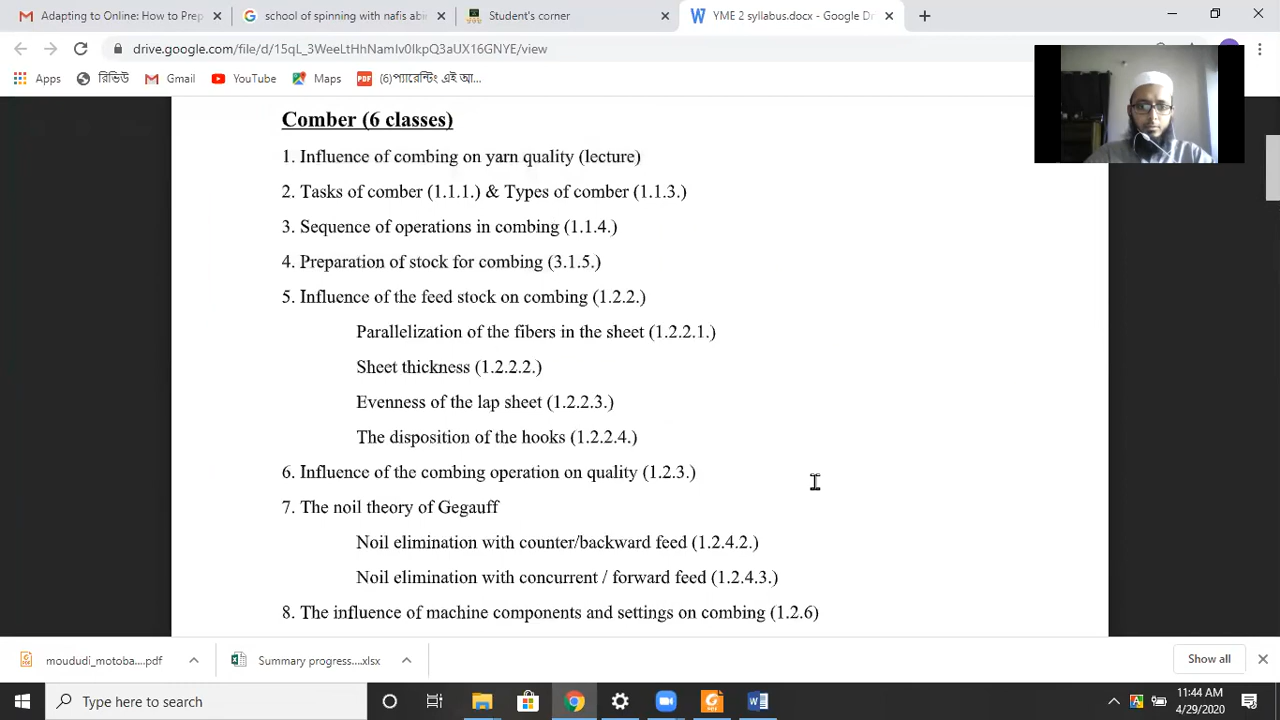 Adapting to Online: How to Prep
school of spinning with nafis ab
Student's corner
YME 2 syllabus.docx - Google Dr
drive.google.com/file/d/15qL_3WeeLtHhNamIv0IkpQ3aUX16GNYE/view
Apps
রিভিউ
Gmail
YouTube
Maps
(6)প্যারেন্টিং এই আ...
Comber (6 classes)
1. Influence of combing on yarn quality (lecture)
2. Tasks of comber (1.1.1.) & Types of comber (1.1.3.)
3. Sequence of operations in combing (1.1.4.)
4. Preparation of stock for combing (3.1.5.)
5. Influence of the feed stock on combing (1.2.2.)
Parallelization of the fibers in the sheet (1.2.2.1.)
Sheet thickness (1.2.2.2.)
Evenness of the lap sheet (1.2.2.3.)
The disposition of the hooks (1.2.2.4.)
6. Influence of the combing operation on quality (1.2.3.)
7. The noil theory of Gegauff
Noil elimination with counter/backward feed (1.2.4.2.)
Noil elimination with concurrent / forward feed (1.2.4.3.)
8. The influence of machine components and settings on combing (1.2.6)
moududi_motoba....pdf
Summary progress....xlsx
Show all
Type here to search
11:44 AM
4/29/2020